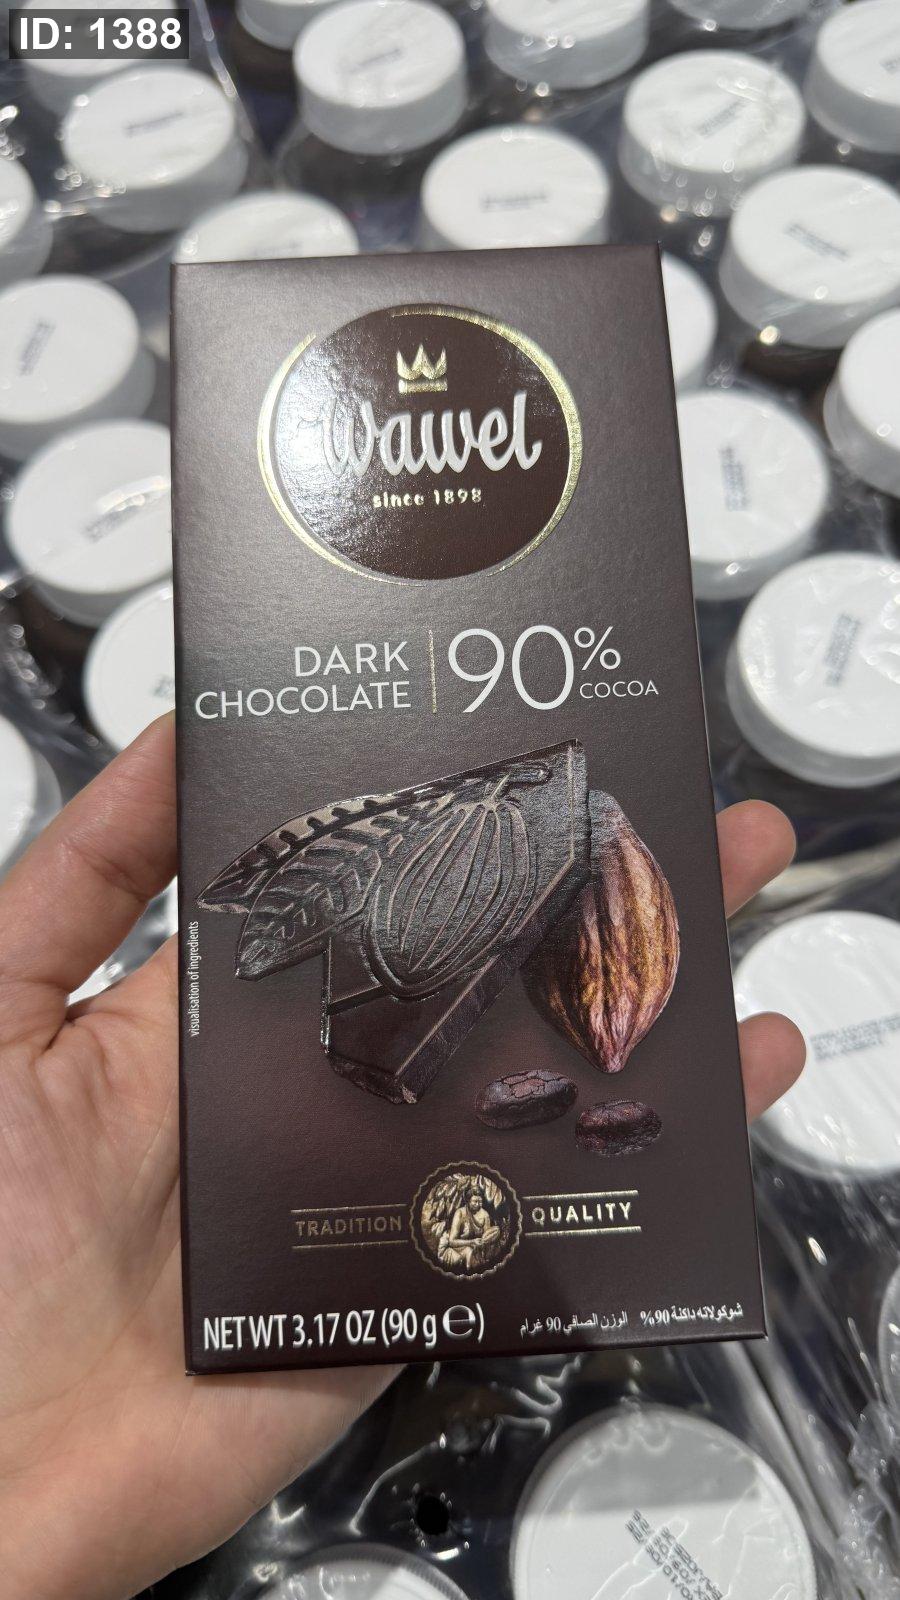 ID: 1388
Wawel
since 1898
DARK
CHOCOLATE
90%
COCOA
visualisation of ingredients
TRADITION QUALITY
NET WT 3.17 OZ (90 g ℮)
شوكولاته داكنة 90% الوزن الصافي 90 غرام